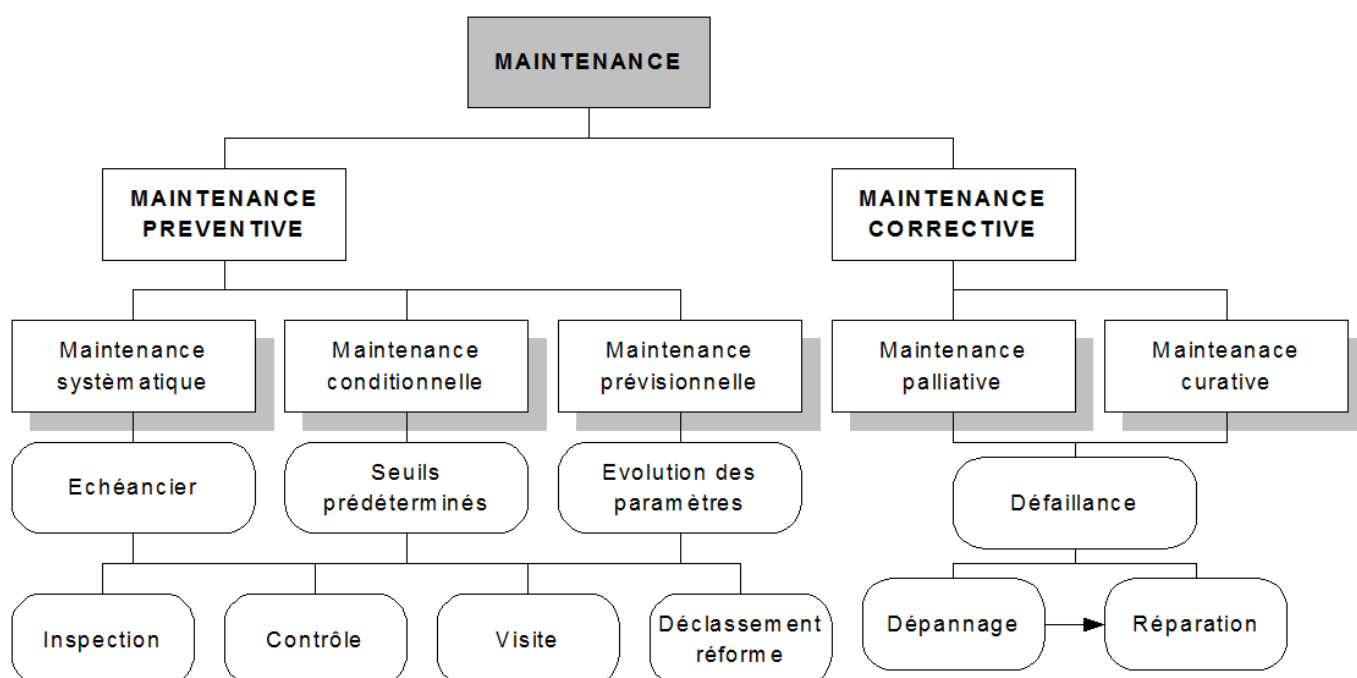 MAINTENANCE
MAINTENANCE
PREVENTIVE
MAINTENANCE
CORRECTIVE
Maintenance
systèmatique
Maintenance
conditionnelle
Maintenance
prévisionnelle
Maintenance
palliative
Mainteanace
curative
Echéancier
Seuils
prédéterminés
Evolution des
paramètres
Défaillance
Inspection
Contrôle
Visite
Déclassement
réforme
Dépannage
Réparation